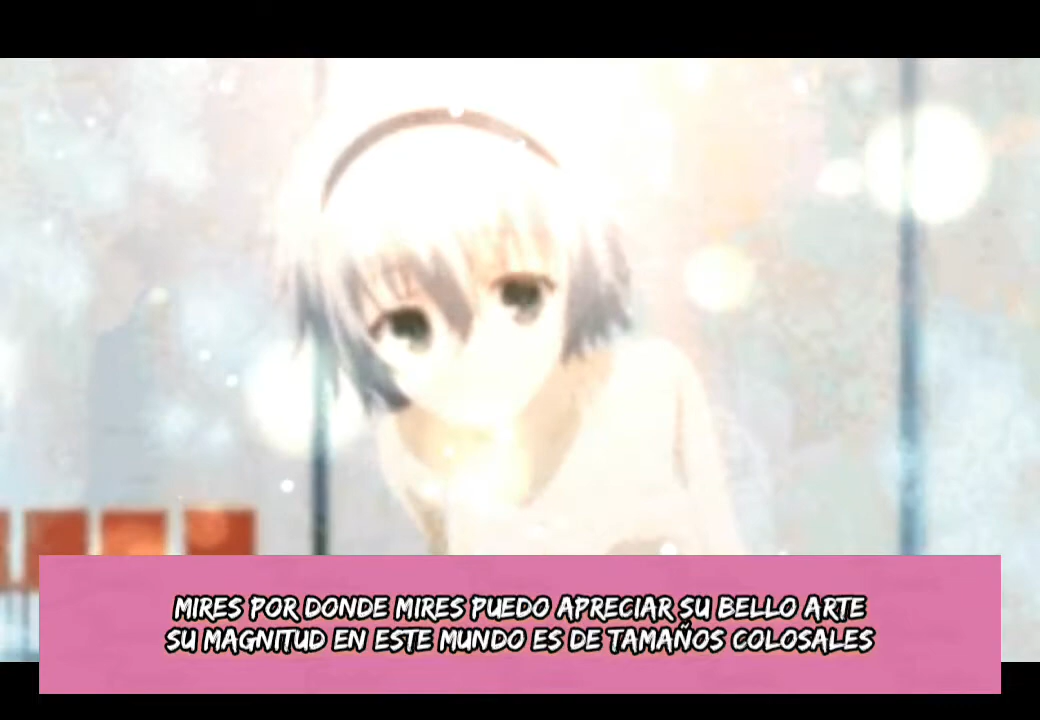 MIRES POR DONDE MIRES PUEDO APRECIAR SU BELLO ARTE
SU MAGNITUD EN ESTE MUNDO ES DE TAMAÑOS COLOSALES